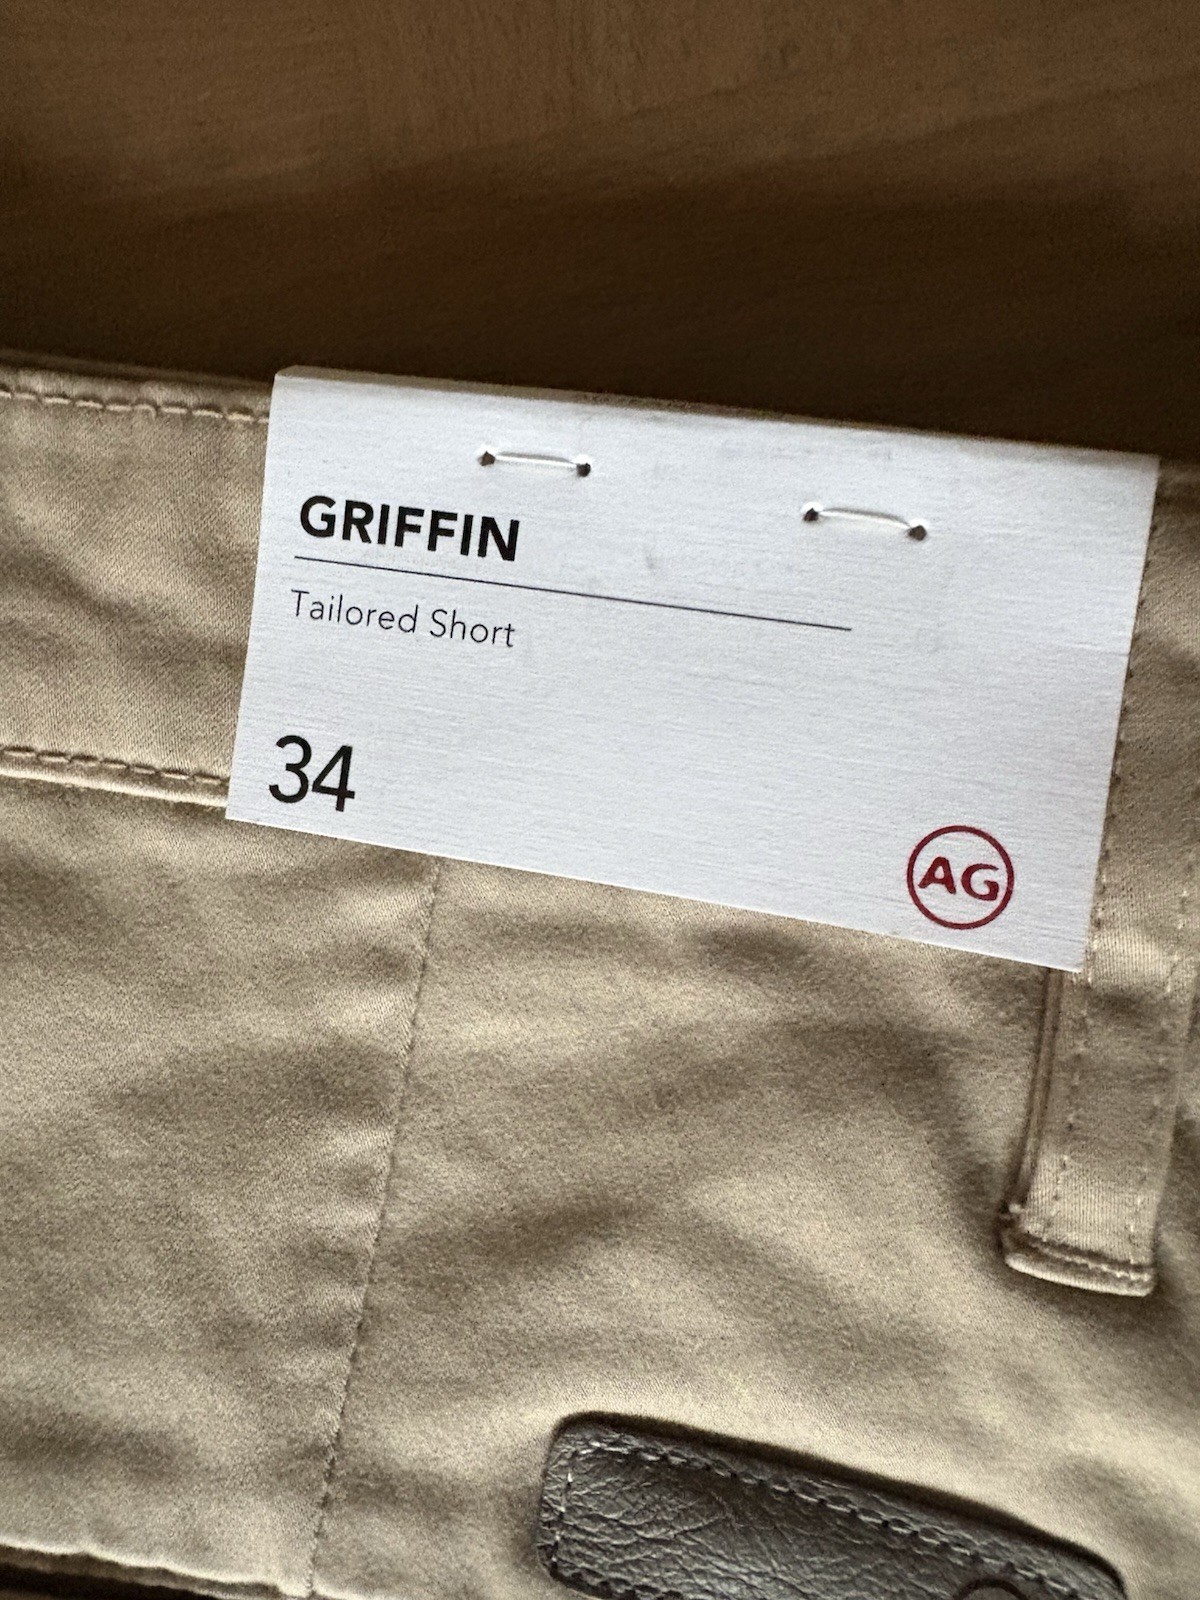 GRIFFIN
Tailored Short
34
AG